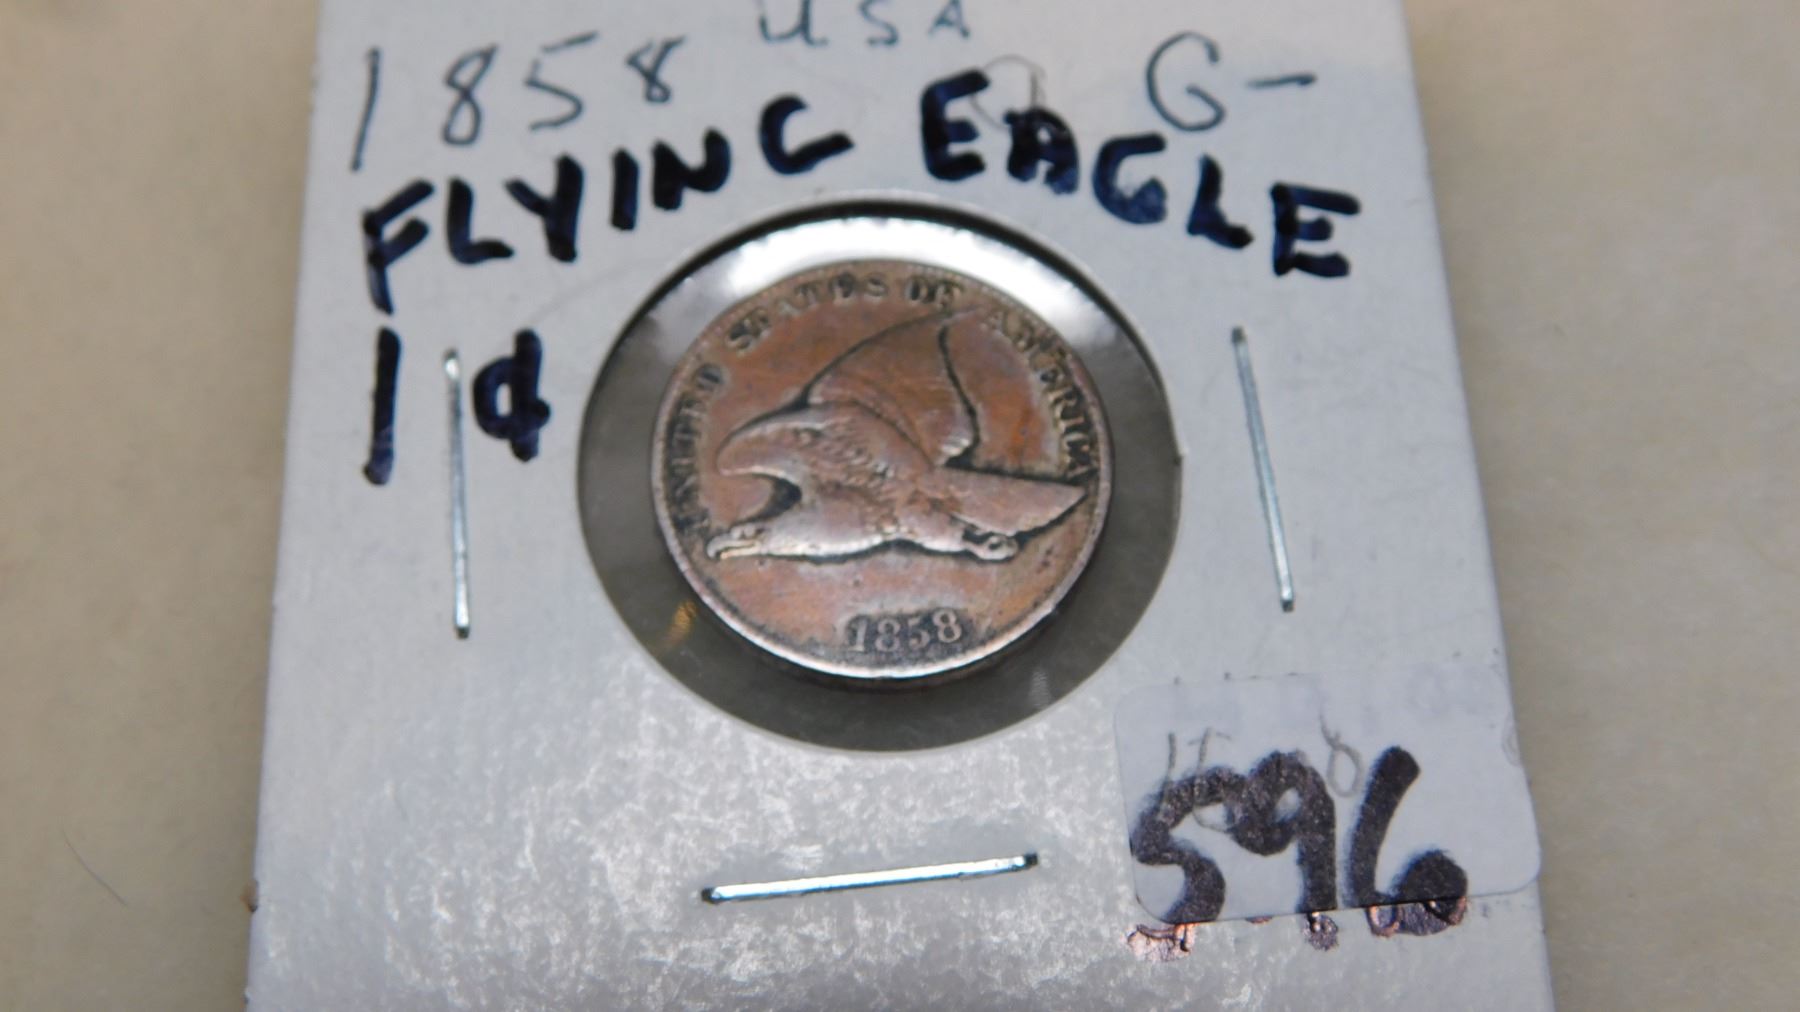 USA
1858 G-
FLYING EAGLE
1¢
UNITED STATES OF AMERICA
1858
596